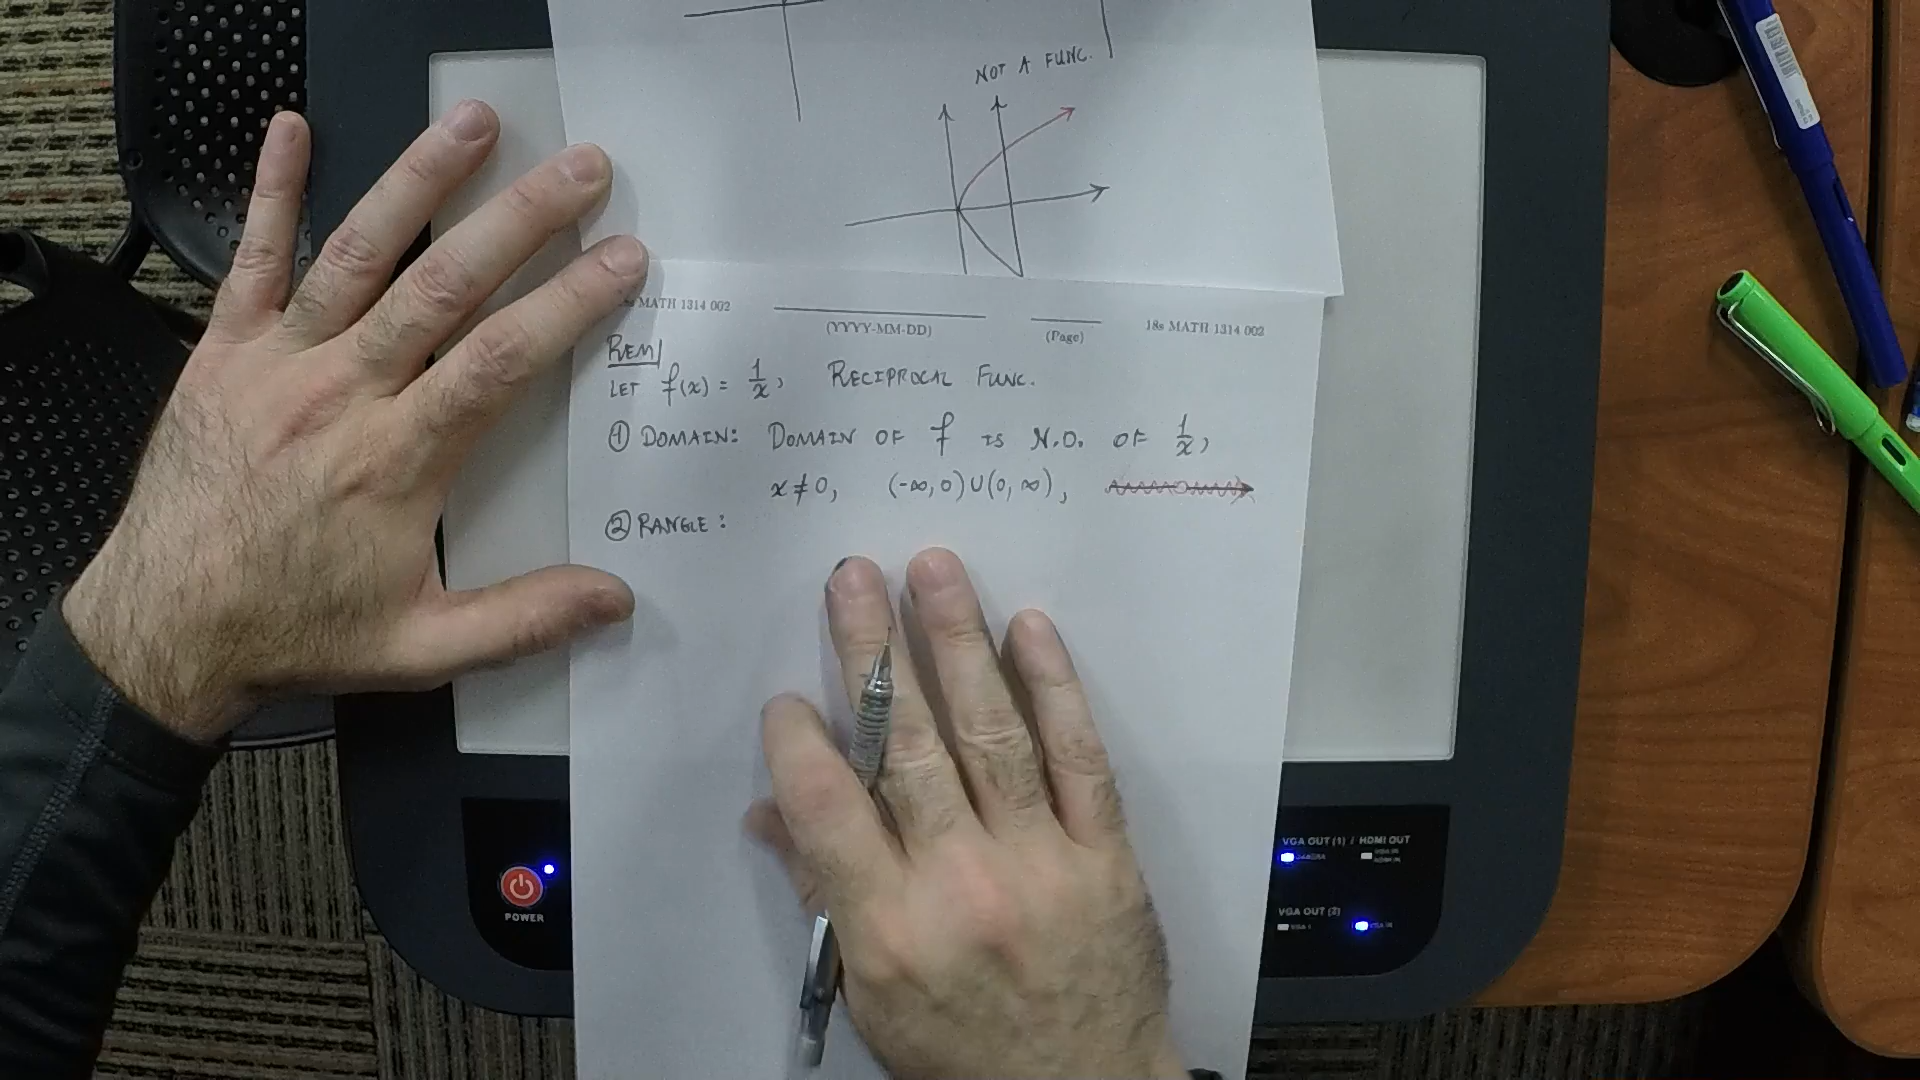 NOT A FUNC.
MATH 1314 002
(YYYY-MM-DD)
(Page)
18s MATH 1314 002
REM
LET f(x) = 1/x, RECIPROCAL FUNC.
① DOMAIN: DOMAIN OF f IS N.D. OF 1/x,
x ≠ 0, (-∞, 0) ∪ (0, ∞),
② RANGE:
POWER
VGA OUT (1) / HDMI OUT
CAMERA
VGA OUT (2)